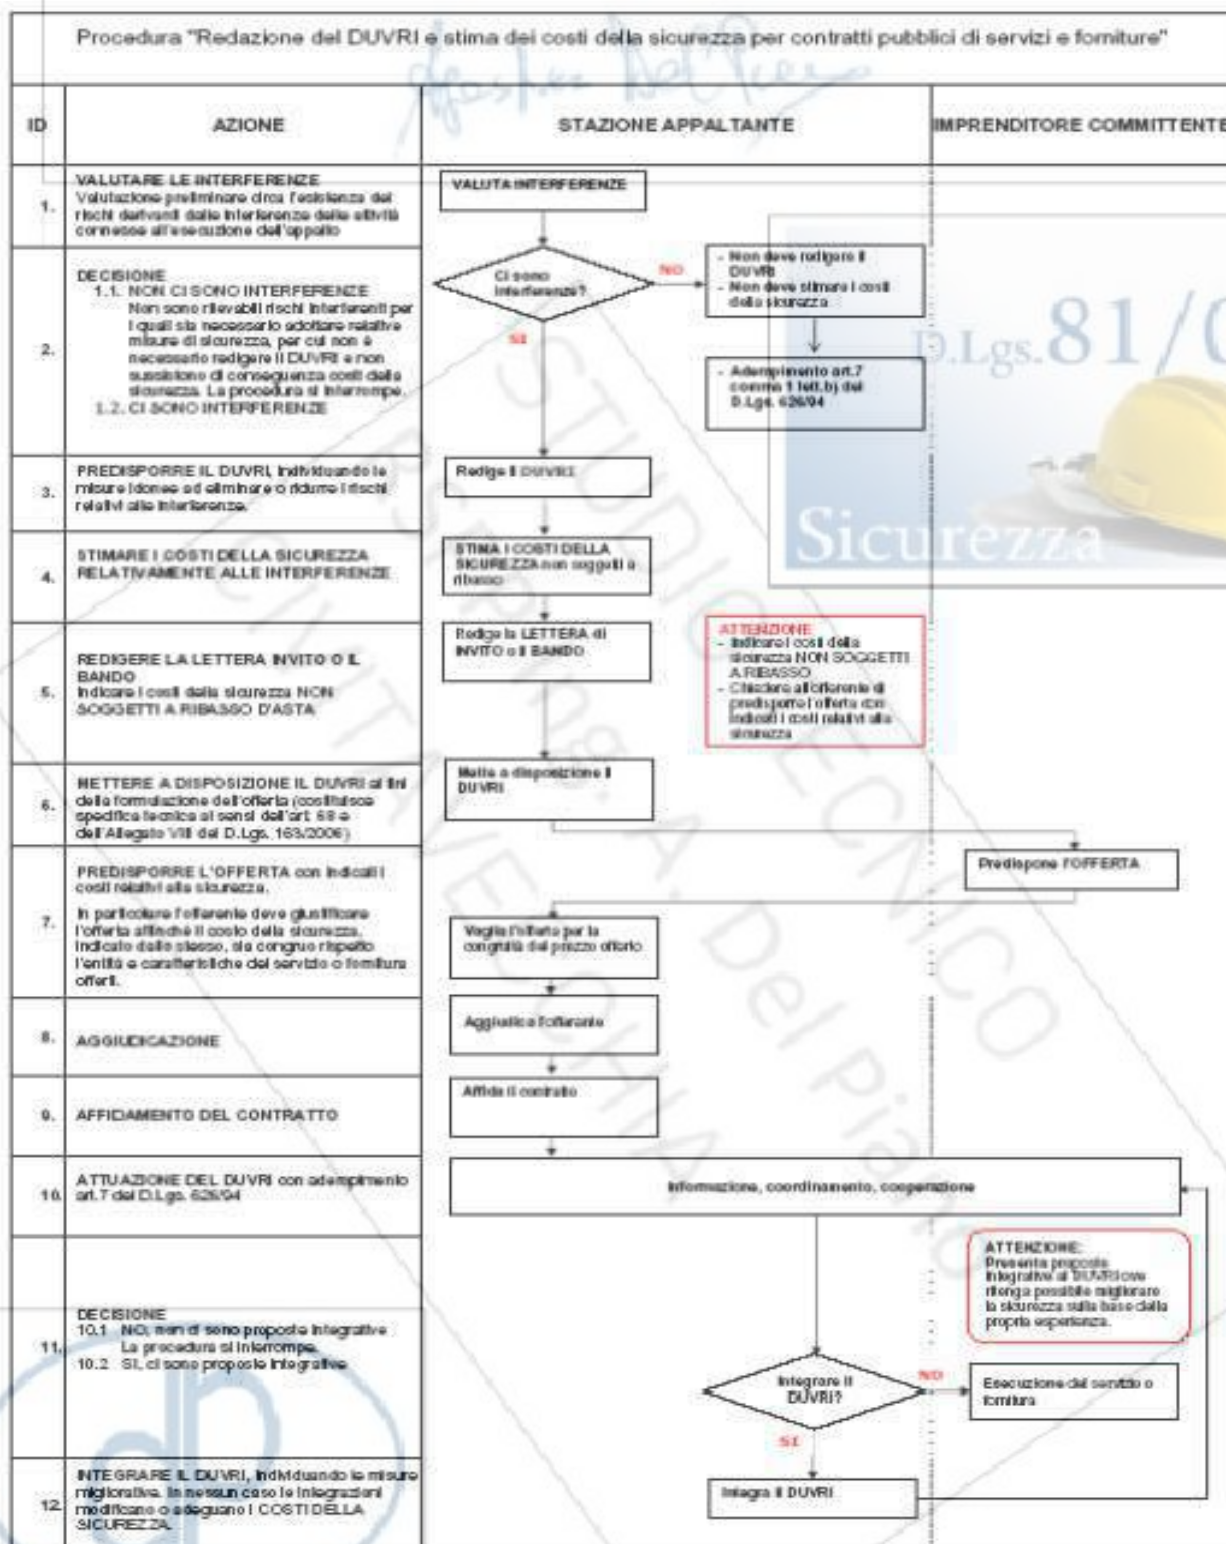 Procedura "Redazione del DUVRI e stima dei costi della sicurezza per contratti pubblici di servizi e forniture"
ID
AZIONE
STAZIONE APPALTANTE
IMPRENDITORE COMMITTENTE
1.
VALUTARE LE INTERFERENZE
Valutazione preliminare circa l'esistenza dei
rischi derivanti dalle interferenze delle attività
connesse all'esecuzione dell'appalto
VALUTA INTERFERENZE
2.
DECISIONE
1.1. NON CI SONO INTERFERENZE
Non sono rilevabili rischi interferenti per
i quali sia necessario adottare relative
misure di sicurezza, per cui non è
necessario redigere il DUVRI e non
sussistono di conseguenza costi della
sicurezza. La procedura si interrompe.
1.2. CI SONO INTERFERENZE
Ci sono
interferenze?
NO
SI
- Non deve redigere il
DUVRI
- Non deve stimare i costi
della sicurezza
- Adempimento art.7
comma 1 lett.b) del
D.Lgs. 626/94
D.Lgs. 81/0
Sicurezza
3.
PREDISPORRE IL DUVRI, individuando le
misure idonee ad eliminare o ridurre i rischi
relativi alle interferenze.
Redige il DUVRI
4.
STIMARE I COSTI DELLA SICUREZZA
RELATIVAMENTE ALLE INTERFERENZE
STIMA I COSTI DELLA
SICUREZZA non soggetti a
ribasso
5.
REDIGERE LA LETTERA INVITO O IL
BANDO
Indicare i costi della sicurezza NON
SOGGETTI A RIBASSO D'ASTA
Redige la LETTERA di
INVITO o il BANDO
ATTENZIONE
- Indicare i costi della
sicurezza NON SOGGETTI
A RIBASSO
- Chiedere all'offerente di
predisporre l'offerta con
indicati i costi relativi alla
sicurezza
6.
METTERE A DISPOSIZIONE IL DUVRI ai fini
della formulazione dell'offerta (costituisce
specifica tecnica ai sensi dell'art. 68 e
dell'Allegato VIII del D.Lgs. 163/2006)
Mette a disposizione il
DUVRI
7.
PREDISPORRE L'OFFERTA con indicati i
costi relativi alla sicurezza.
In particolare l'offerente deve giustificare
l'offerta affinché il costo della sicurezza,
indicato dallo stesso, sia congruo rispetto
l'entità e caratteristiche del servizio o fornitura
offerti.
Predispone l'OFFERTA
Vaglia l'offerta per la
congruità del prezzo offerto
8.
AGGIUDICAZIONE
Aggiudica l'offerente
9.
AFFIDAMENTO DEL CONTRATTO
Affida il contratto
10.
ATTUAZIONE DEL DUVRI con adempimento
art.7 del D.Lgs. 626/94
Informazione, coordinamento, cooperazione
ATTENZIONE:
Presenta proposte
integrative al DUVRI ove
ritenga possibile migliorare
la sicurezza sulla base della
propria esperienza.
11.
DECISIONE
10.1 NO, non ci sono proposte integrative
La procedura si interrompe.
10.2 SI, ci sono proposte integrative
Integrare il
DUVRI?
NO
SI
Esecuzione del servizio o
fornitura
12.
INTEGRARE IL DUVRI, individuando le misure
migliorative. In nessun caso le integrazioni
modificano o adeguano i COSTI DELLA
SICUREZZA.
Integra il DUVRI
STUDIO TECNICO
RSPP Ing. A. Del Piano
CIVITAVECCHIA
dp